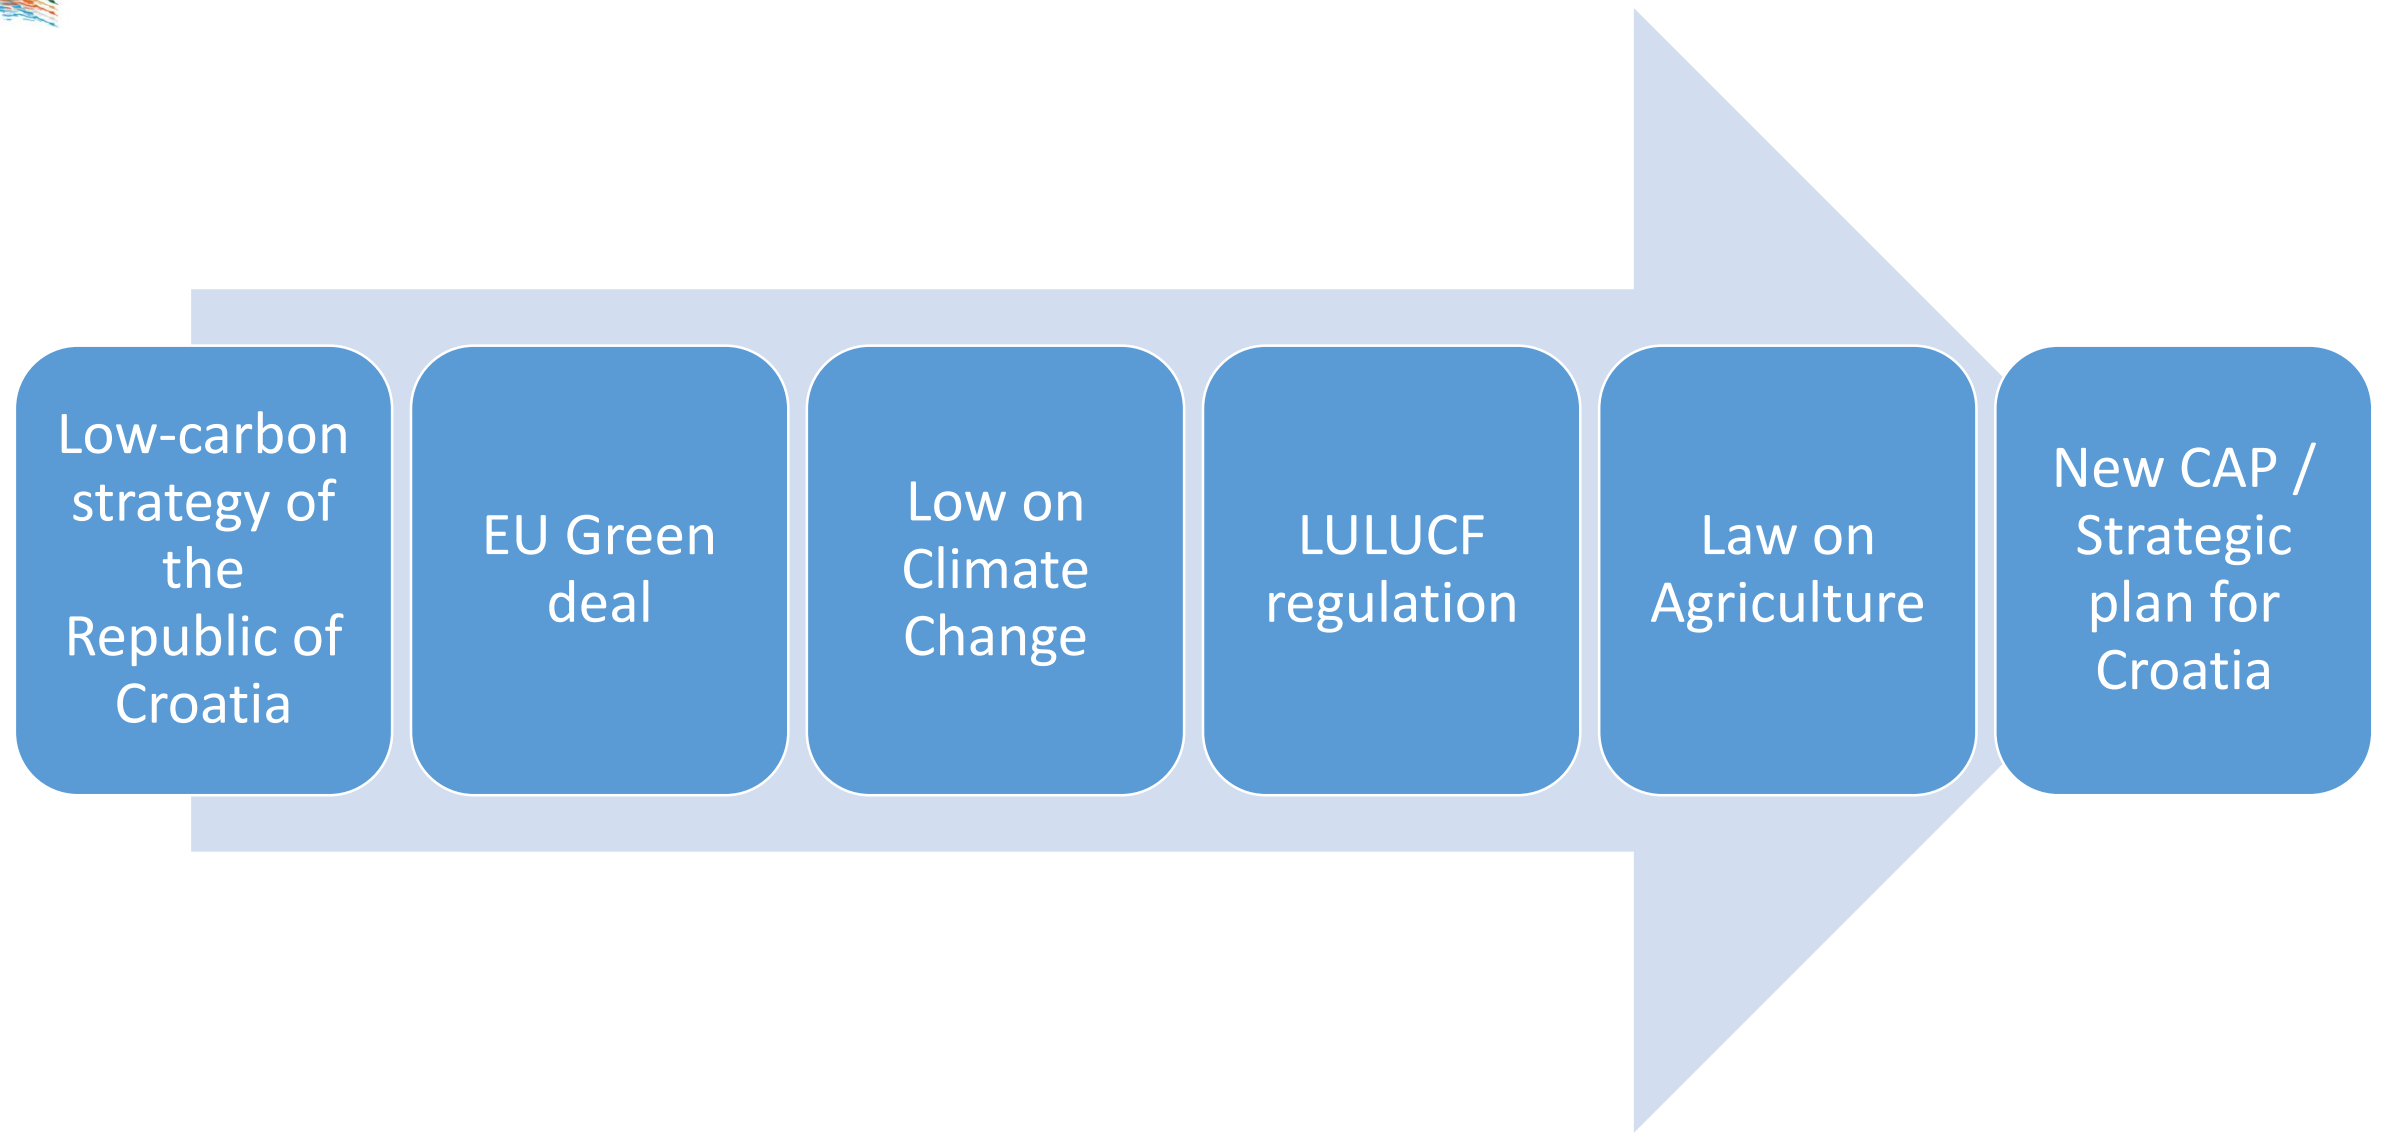 Low-carbon
strategy of
the
Republic of
Croatia
EU Green
deal
Low on
Climate
Change
LULUCF
regulation
Law on
Agriculture
New CAP /
Strategic
plan for
Croatia